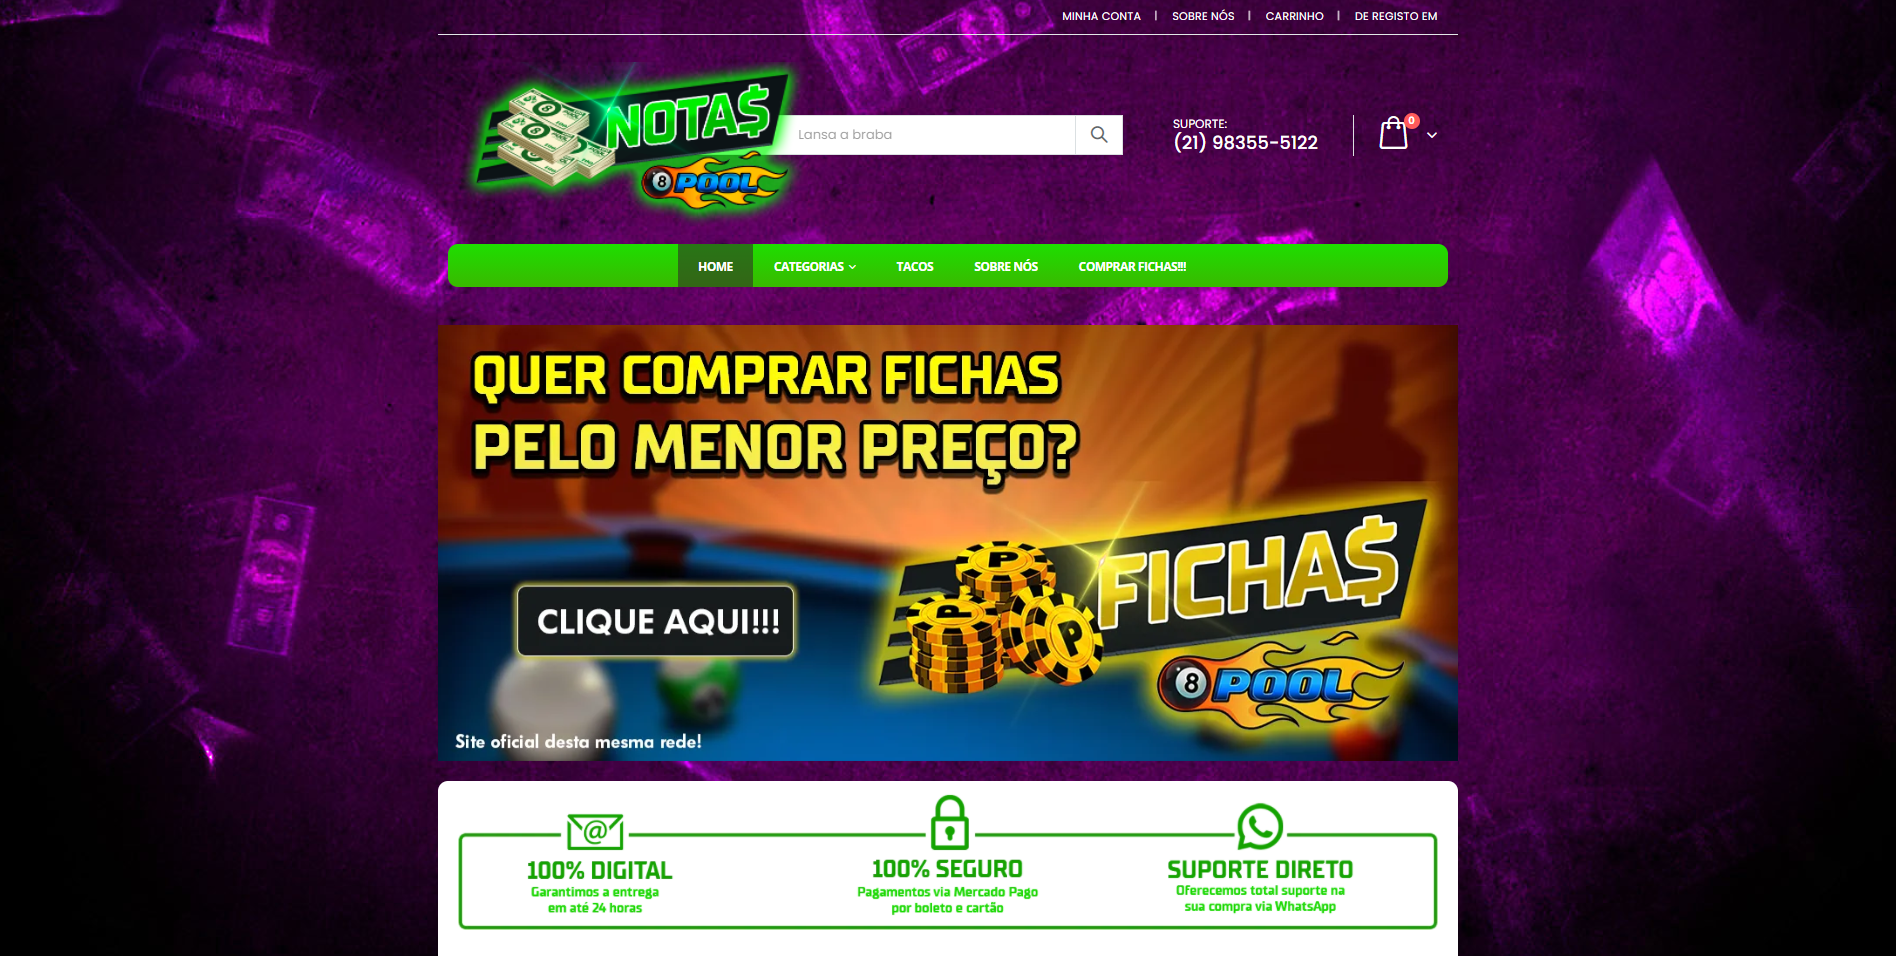 MINHA CONTA | SOBRE NÓS | CARRINHO | DE REGISTO EM
NOTA$
8 POOL
Lansa a braba
SUPORTE:
(21) 98355-5122
0
HOME CATEGORIAS TACOS SOBRE NÓS COMPRAR FICHAS!!!
QUER COMPRAR FICHAS
PELO MENOR PREÇO?
FICHA$
P
P
P
8 POOL
CLIQUE AQUI!!!
Site oficial desta mesma rede!
100% DIGITAL
Garantimos a entrega
em até 24 horas
100% SEGURO
Pagamentos via Mercado Pago
por boleto e cartão
SUPORTE DIRETO
Oferecemos total suporte na
sua compra via WhatsApp